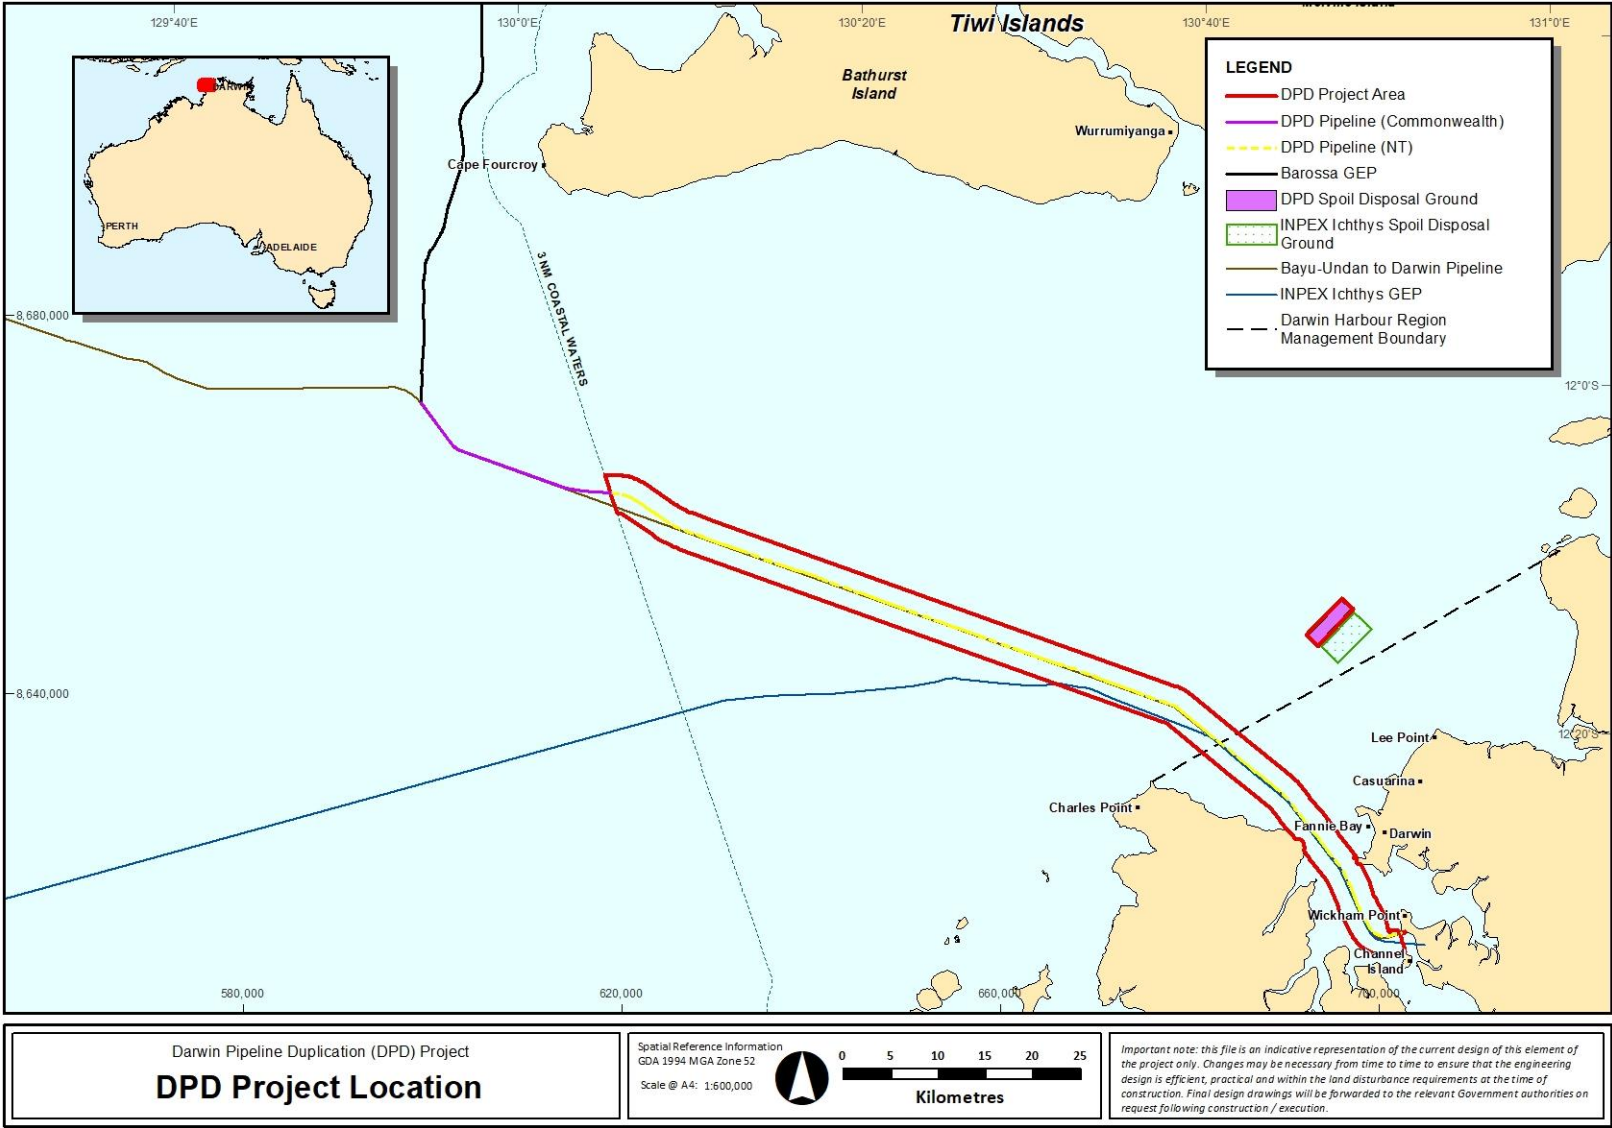 129°40'E
130°0'E
130°20'E
130°40'E
131°0'E
Tiwi Islands
Bathurst
Island
Wurrumiyanga
Cape Fourcroy
DARWIN
PERTH
ADELAIDE
LEGEND
DPD Project Area
DPD Pipeline (Commonwealth)
DPD Pipeline (NT)
Barossa GEP
DPD Spoil Disposal Ground
INPEX Ichthys Spoil Disposal
Ground
Bayu-Undan to Darwin Pipeline
INPEX Ichthys GEP
Darwin Harbour Region
Management Boundary
3 NM COASTAL WATERS
8,680,000
12°0'S
8,640,000
12°20'S
Lee Point
Casuarina
Charles Point
Fannie Bay
Darwin
Wickham Point
Channel
Island
580,000
620,000
660,000
700,000
Darwin Pipeline Duplication (DPD) Project
DPD Project Location
Spatial Reference Information
GDA 1994 MGA Zone 52
Scale @ A4: 1:600,000
0 5 10 15 20 25
Kilometres
Important note: this file is an indicative representation of the current design of this element of
the project only. Changes may be necessary from time to time to ensure that the engineering
design is efficient, practical and within the land disturbance requirements at the time of
construction. Final design drawings will be forwarded to the relevant Government authorities on
request following construction / execution.